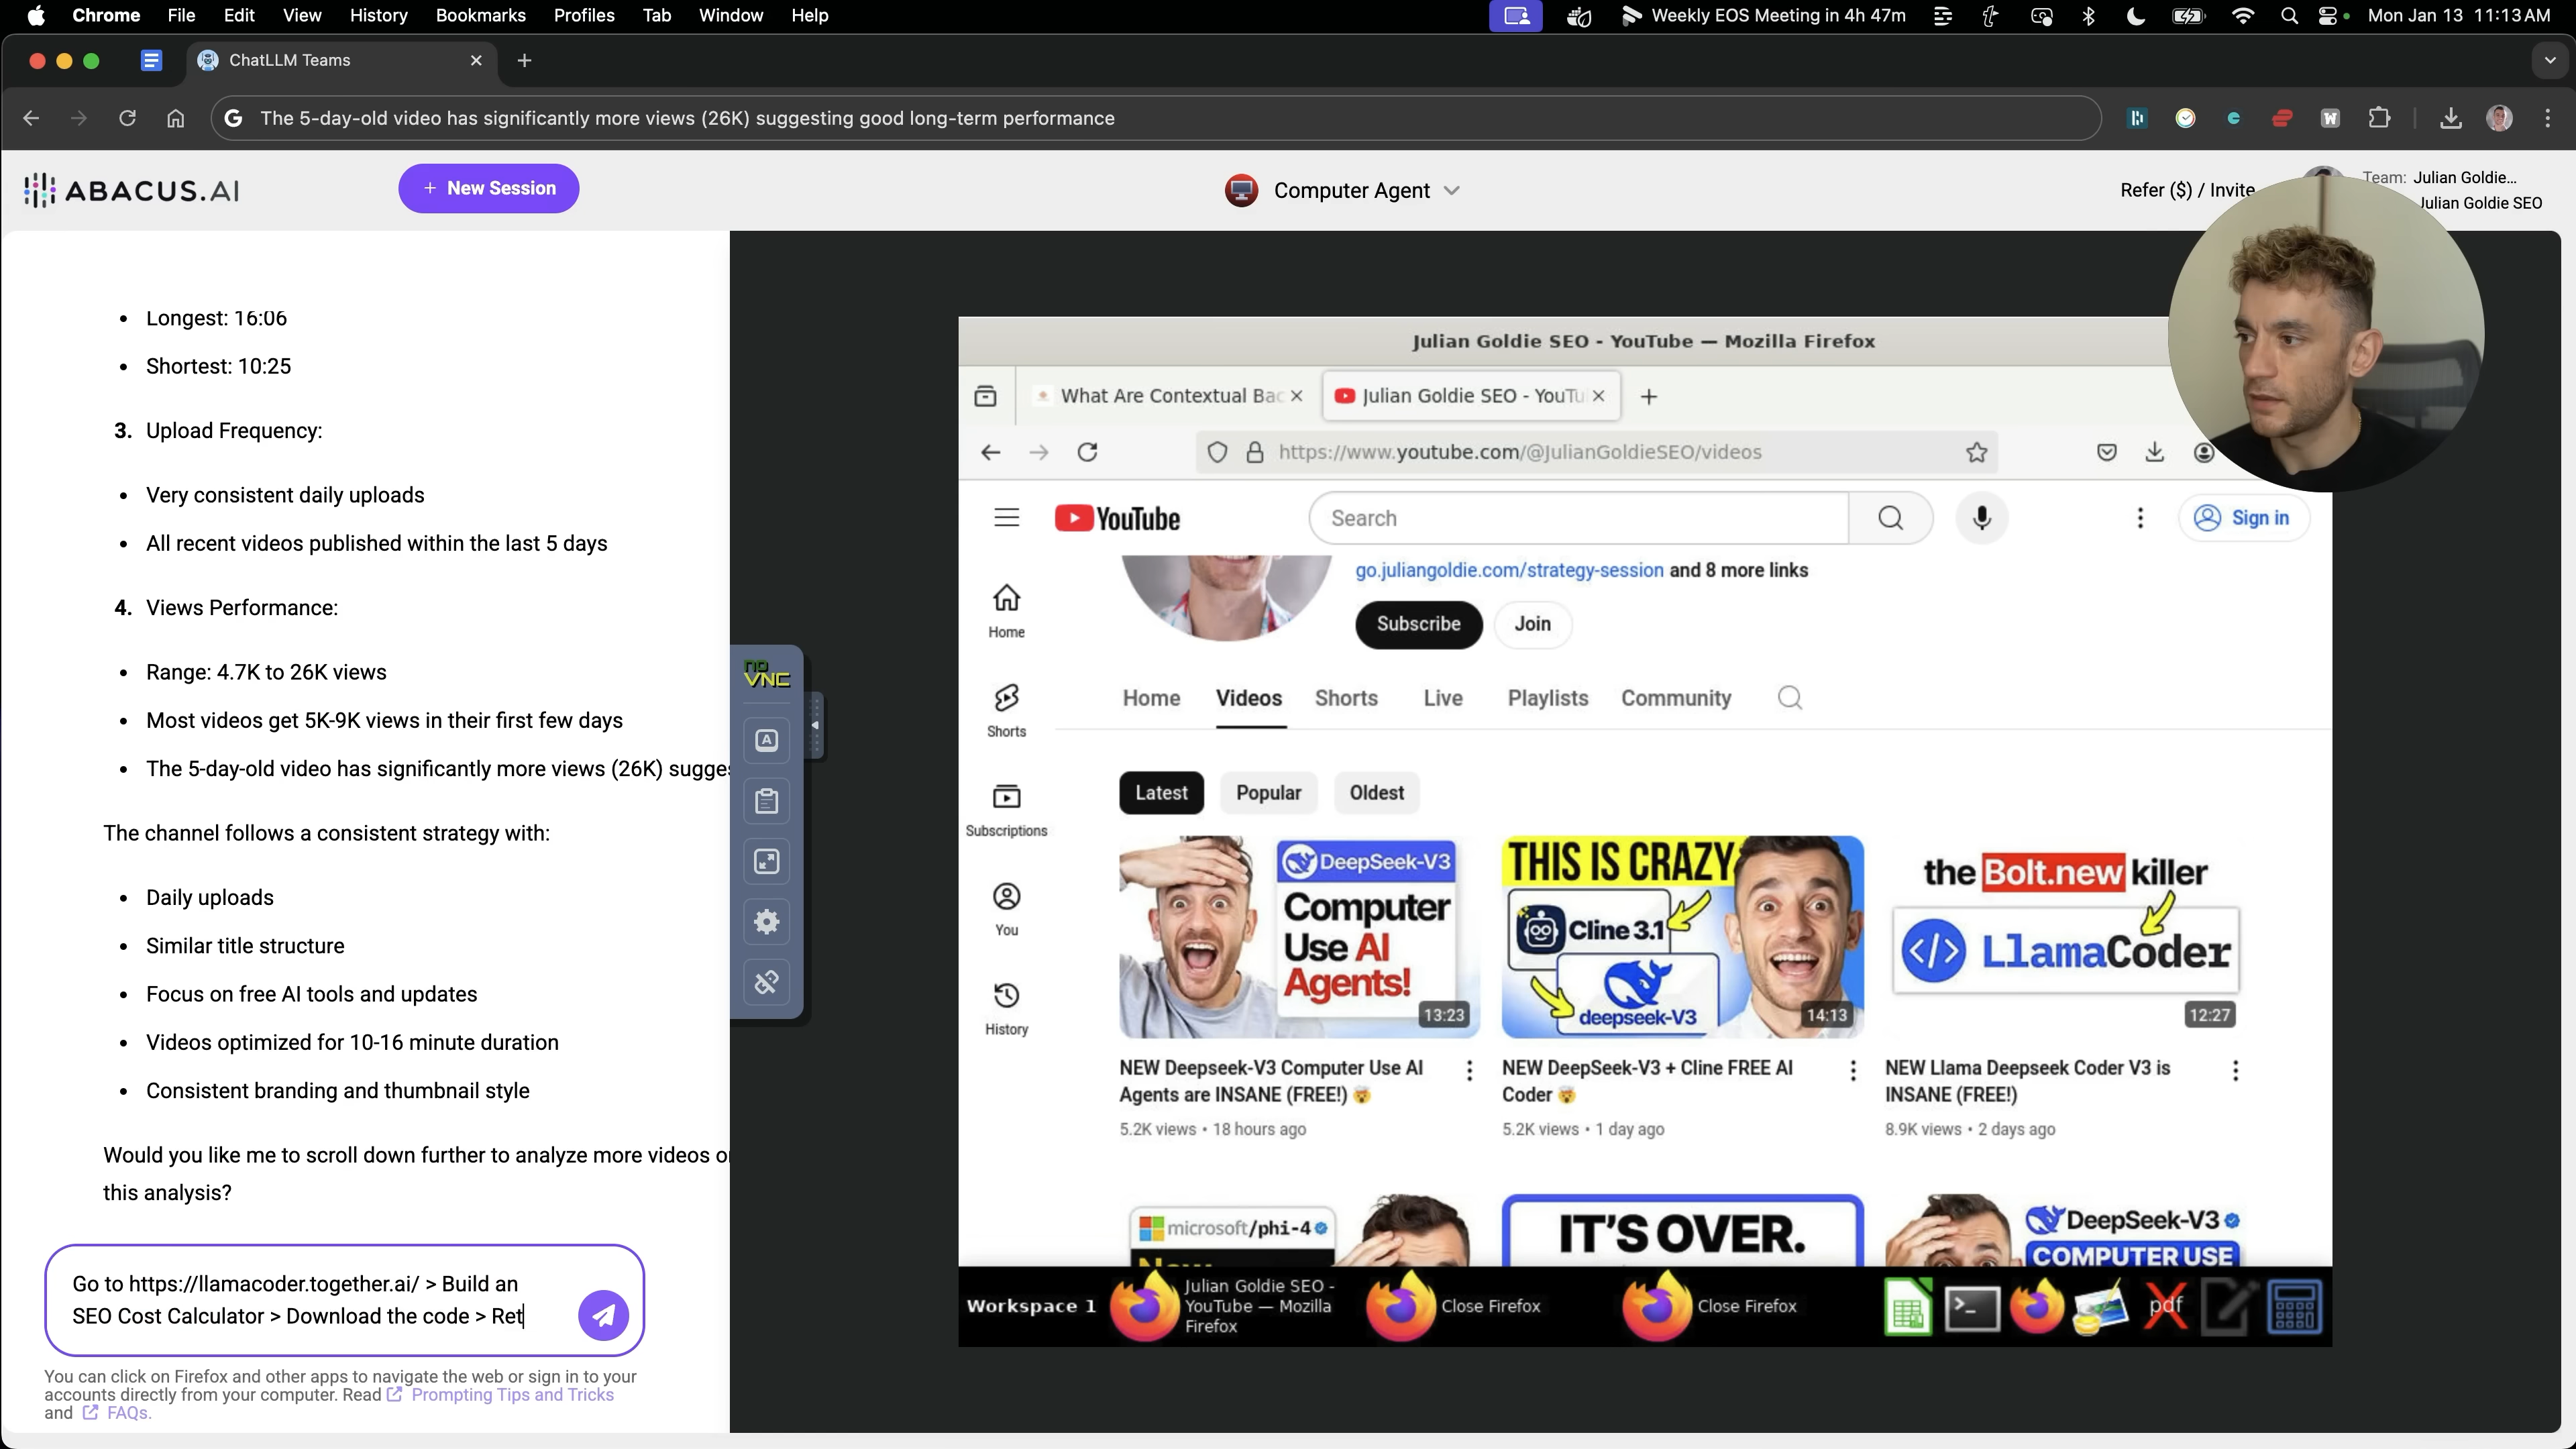 Chrome File Edit View History Bookmarks Profiles Tab Window Help
Weekly EOS Meeting in 4h 47m
Mon Jan 13 11:13 AM
ChatLLM Teams
The 5-day-old video has significantly more views (26K) suggesting good long-term performance
ABACUS.AI
+ New Session
Computer Agent
Refer ($) / Invite
Team: Julian Goldie...
Julian Goldie SEO
• Longest: 16:06
• Shortest: 10:25
3. Upload Frequency:
• Very consistent daily uploads
• All recent videos published within the last 5 days
4. Views Performance:
• Range: 4.7K to 26K views
• Most videos get 5K-9K views in their first few days
• The 5-day-old video has significantly more views (26K) sugges
The channel follows a consistent strategy with:
• Daily uploads
• Similar title structure
• Focus on free AI tools and updates
• Videos optimized for 10-16 minute duration
• Consistent branding and thumbnail style
Would you like me to scroll down further to analyze more videos or
this analysis?
Go to https://llamacoder.together.ai/ > Build an
SEO Cost Calculator > Download the code > Ret
You can click on Firefox and other apps to navigate the web or sign in to your
accounts directly from your computer. Read Prompting Tips and Tricks
and FAQs.
no
VNC
A
Julian Goldie SEO - YouTube — Mozilla Firefox
What Are Contextual Bac
Julian Goldie SEO - YouTu
https://www.youtube.com/@JulianGoldieSEO/videos
YouTube
Search
Sign in
go.juliangoldie.com/strategy-session and 8 more links
Subscribe
Join
Home
Shorts
Subscriptions
You
History
Home Videos Shorts Live Playlists Community
Latest Popular Oldest
DeepSeek-V3
Computer
Use AI
Agents!
13:23
NEW Deepseek-V3 Computer Use AI
Agents are INSANE (FREE!) 🤯
5.2K views • 18 hours ago
THIS IS CRAZY
Cline 3.1
deepseek-V3
14:13
NEW DeepSeek-V3 + Cline FREE AI
Coder 🤯
5.2K views • 1 day ago
the Bolt.new killer
</> LlamaCoder
12:27
NEW Llama Deepseek Coder V3 is
INSANE (FREE!)
8.9K views • 2 days ago
microsoft/phi-4
New
IT'S OVER.
DeepSeek-V3
COMPUTER USE
Workspace 1
Julian Goldie SEO -
YouTube — Mozilla
Firefox
Close Firefox
Close Firefox
pdf